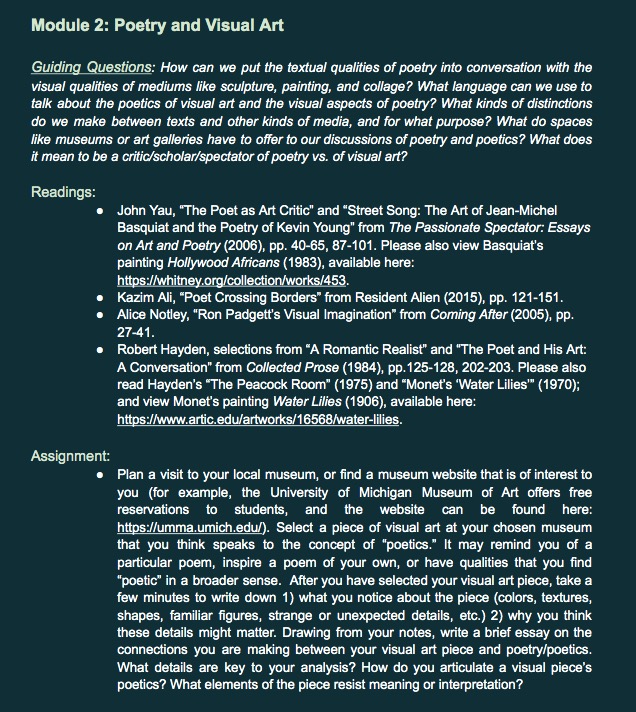 Module 2: Poetry and Visual Art
Guiding Questions: How can we put the textual qualities of poetry into conversation with the
visual qualities of mediums like sculpture, painting, and collage? What language can we use to
talk about the poetics of visual art and the visual aspects of poetry? What kinds of distinctions
do we make between texts and other kinds of media, and for what purpose? What do spaces
like museums or art galleries have to offer to our discussions of poetry and poetics? What does
it mean to be a critic/scholar/spectator of poetry vs. of visual art?
Readings:
● John Yau, “The Poet as Art Critic” and “Street Song: The Art of Jean-Michel
Basquiat and the Poetry of Kevin Young” from The Passionate Spectator: Essays
on Art and Poetry (2006), pp. 40-65, 87-101. Please also view Basquiat’s
painting Hollywood Africans (1983), available here:
https://whitney.org/collection/works/453.
● Kazim Ali, “Poet Crossing Borders” from Resident Alien (2015), pp. 121-151.
● Alice Notley, “Ron Padgett’s Visual Imagination” from Coming After (2005), pp.
27-41.
● Robert Hayden, selections from “A Romantic Realist” and “The Poet and His Art:
A Conversation” from Collected Prose (1984), pp.125-128, 202-203. Please also
read Hayden’s “The Peacock Room” (1975) and “Monet’s ‘Water Lilies’” (1970);
and view Monet’s painting Water Lilies (1906), available here:
https://www.artic.edu/artworks/16568/water-lilies.
Assignment:
● Plan a visit to your local museum, or find a museum website that is of interest to
you (for example, the University of Michigan Museum of Art offers free
reservations to students, and the website can be found here:
https://umma.umich.edu/). Select a piece of visual art at your chosen museum
that you think speaks to the concept of “poetics.” It may remind you of a
particular poem, inspire a poem of your own, or have qualities that you find
“poetic” in a broader sense. After you have selected your visual art piece, take a
few minutes to write down 1) what you notice about the piece (colors, textures,
shapes, familiar figures, strange or unexpected details, etc.) 2) why you think
these details might matter. Drawing from your notes, write a brief essay on the
connections you are making between your visual art piece and poetry/poetics.
What details are key to your analysis? How do you articulate a visual piece’s
poetics? What elements of the piece resist meaning or interpretation?